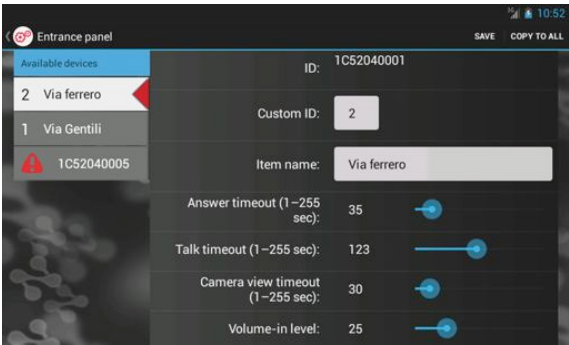 10:52
Entrance panel SAVE COPY TO ALL
Available devices
2 Via ferrero
1 Via Gentili
1C52040005
ID: 1C52040001
Custom ID: 2
Item name: Via ferrero
Answer timeout (1–255
sec): 35
Talk timeout (1–255 sec): 123
Camera view timeout
(1–255 sec): 30
Volume-in level: 25